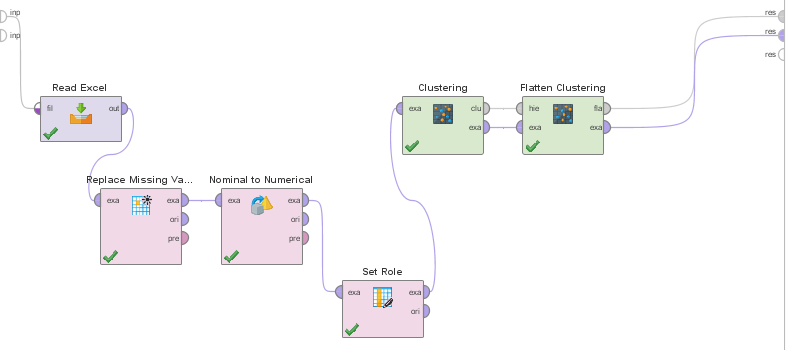 inp
res
inp
res
res
Read Excel
fil
out
Clustering
exa
clu
exa
Flatten Clustering
hie
fla
exa
exa
Replace Missing Va...
exa
exa
ori
pre
Nominal to Numerical
exa
exa
ori
pre
Set Role
exa
exa
ori